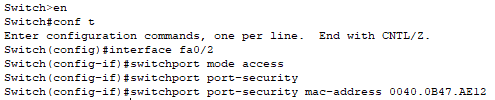 Switch>en
Switch#conf t
Enter configuration commands, one per line.  End with CNTL/Z.
Switch(config)#interface fa0/2
Switch(config-if)#switchport mode access
Switch(config-if)#switchport port-security
Switch(config-if)#switchport port-security mac-address 0040.0B47.AE12